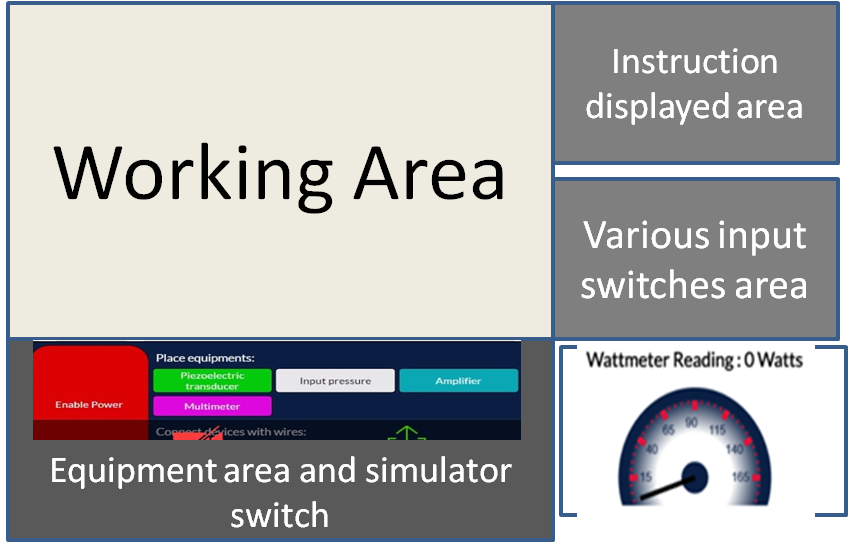 Working Area
Instruction
displayed area
Various input
switches area
Place equipments:
Piezoelectric
transducer
Input pressure
Amplifier
Enable Power
Multimeter
Connect devices with wires:
Equipment area and simulator
switch
Wattmeter Reading : 0 Watts
15
40
65
90
115
140
165